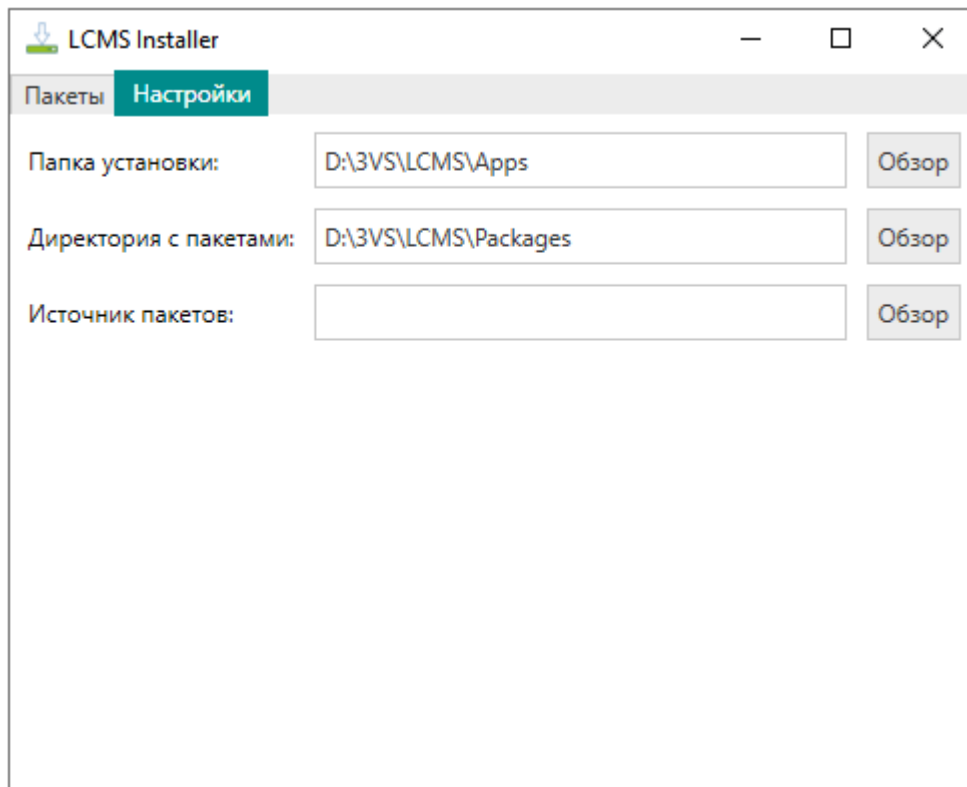 LCMS Installer
Пакеты Настройки
Папка установки: D:\3VS\LCMS\Apps Обзор
Директория с пакетами: D:\3VS\LCMS\Packages Обзор
Источник пакетов: Обзор